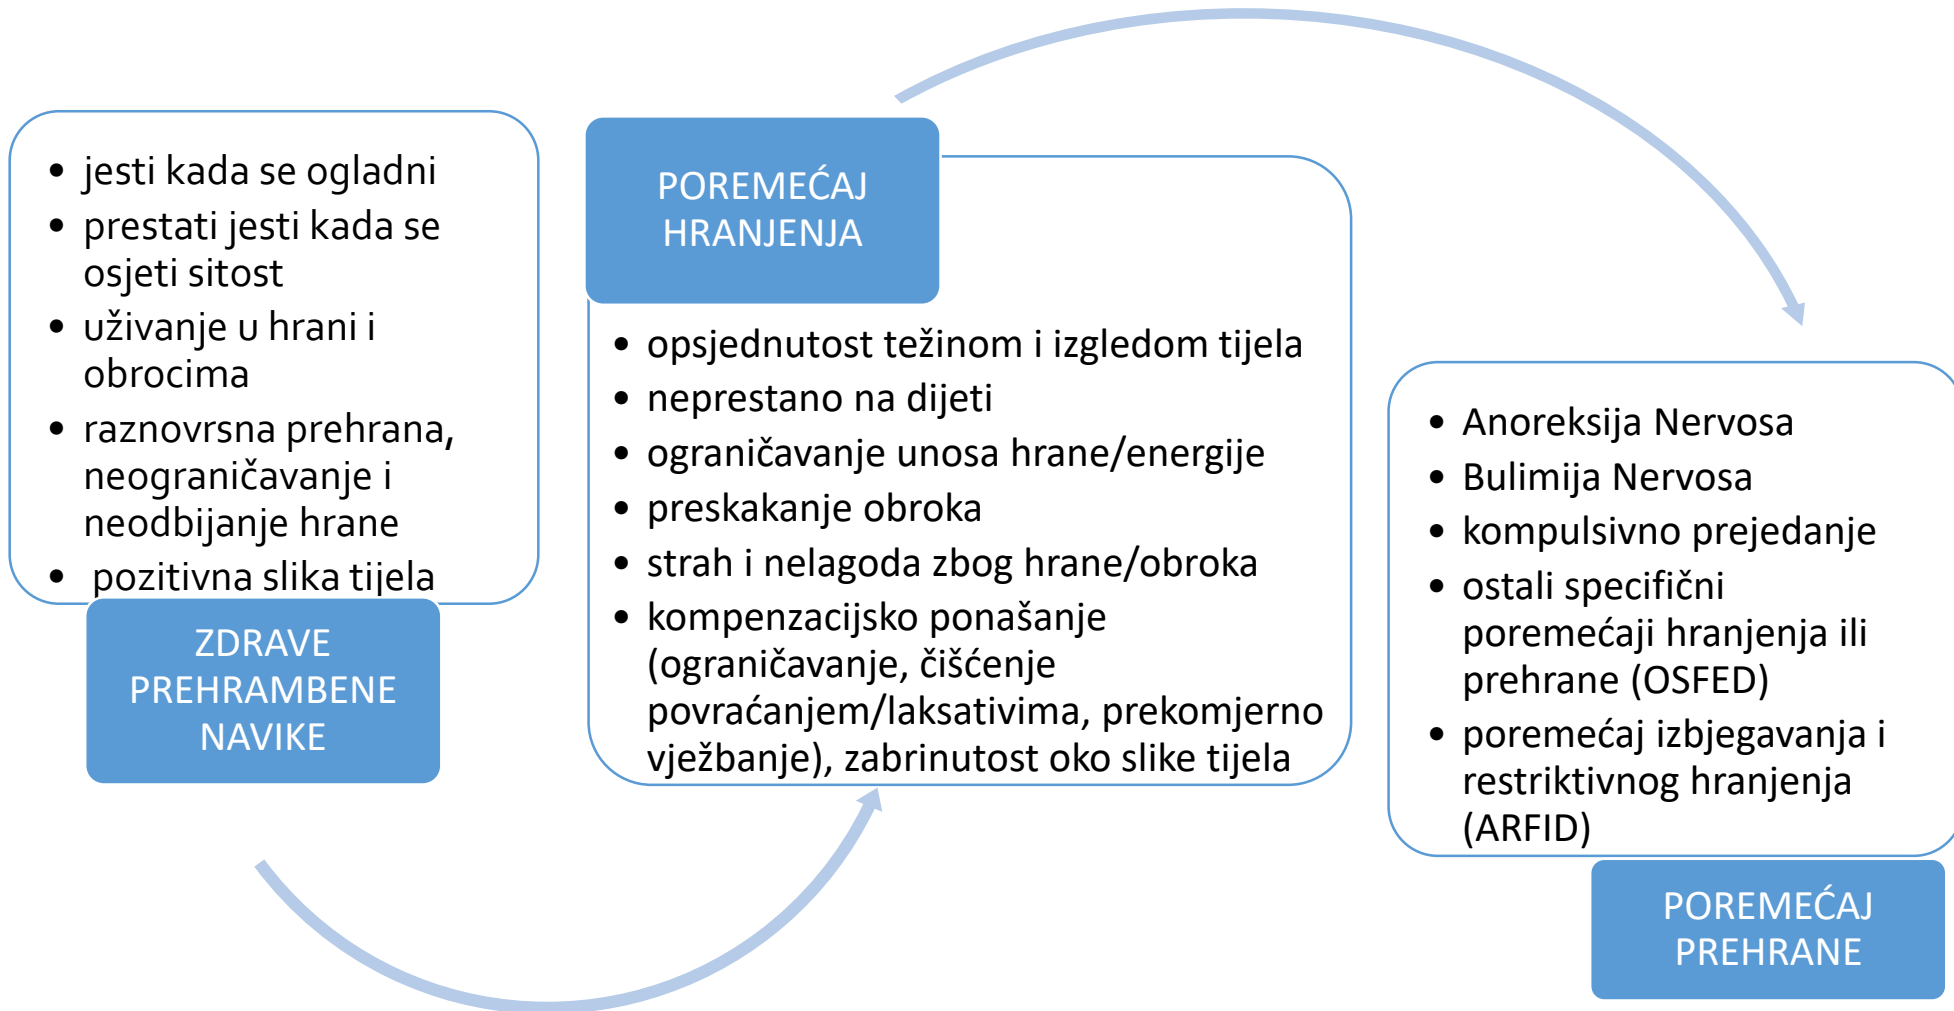 • jesti kada se ogladni
• prestati jesti kada se
osjeti sitost
• uživanje u hrani i
obrocima
• raznovrsna prehrana,
neograničavanje i
neodbijanje hrane
• pozitivna slika tijela
ZDRAVE
PREHRAMBENE
NAVIKE
POREMEĆAJ
HRANJENJA
• opsjednutost težinom i izgledom tijela
• neprestano na dijeti
• ograničavanje unosa hrane/energije
• preskakanje obroka
• strah i nelagoda zbog hrane/obroka
• kompenzacijsko ponašanje
(ograničavanje, čišćenje
povraćanjem/laksativima, prekomjerno
vježbanje), zabrinutost oko slike tijela
• Anoreksija Nervosa
• Bulimija Nervosa
• kompulsivno prejedanje
• ostali specifični
poremećaji hranjenja ili
prehrane (OSFED)
• poremećaj izbjegavanja i
restriktivnog hranjenja
(ARFID)
POREMEĆAJ
PREHRANE